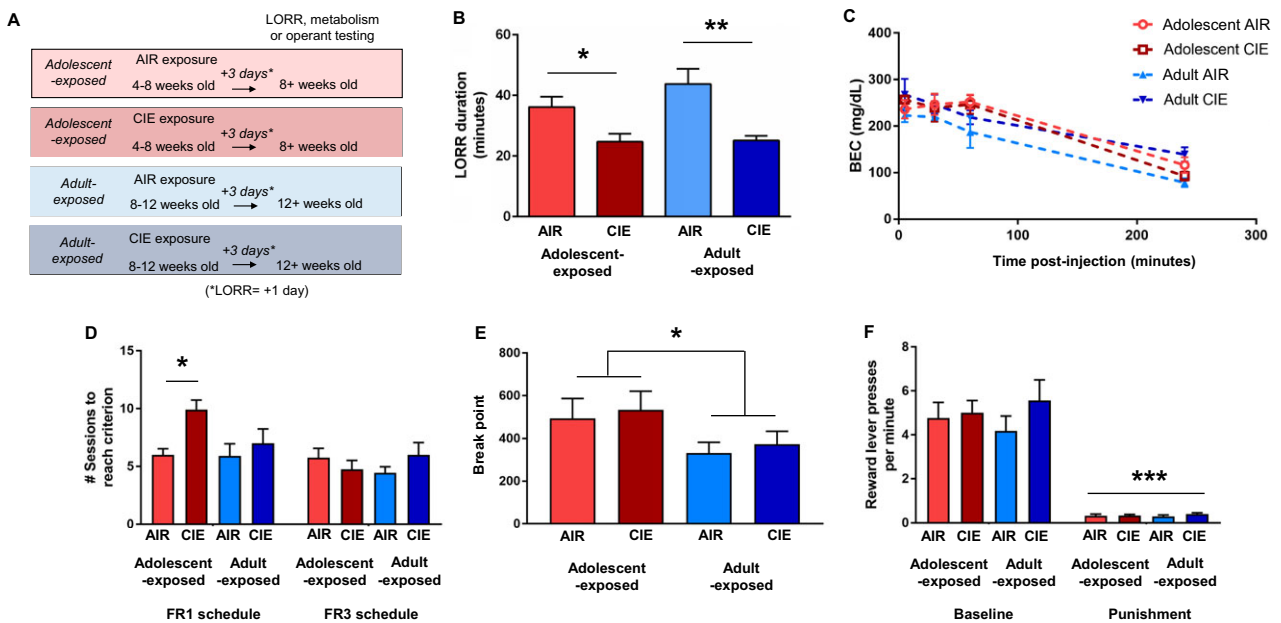 A
LORR, metabolism
or operant testing
Adolescent
-exposed
AIR exposure
4-8 weeks old
+3 days*
8+ weeks old
Adolescent
-exposed
CIE exposure
4-8 weeks old
+3 days*
8+ weeks old
Adult-
exposed
AIR exposure
8-12 weeks old
+3 days*
12+ weeks old
Adult-
exposed
CIE exposure
8-12 weeks old
+3 days*
12+ weeks old
(*LORR= +1 day)
B
LORR duration
(minutes)
60
40
20
0
*
**
AIR CIE AIR CIE
Adolescent-
exposed
Adult
-exposed
C
BEC (mg/dL)
400
300
200
100
0
0 100 200 300
Time post-injection (minutes)
Adolescent AIR
Adolescent CIE
Adult AIR
Adult CIE
D
# Sessions to
reach criterion
15
10
5
0
*
AIR CIE AIR CIE AIR CIE AIR CIE
Adolescent
-exposed
Adult
-exposed
Adolescent
-exposed
Adult
-exposed
FR1 schedule
FR3 schedule
E
Break point
800
600
400
200
0
*
AIR CIE AIR CIE
Adolescent
-exposed
Adult
-exposed
F
Reward lever presses
per minute
8
6
4
2
0
***
AIR CIE AIR CIE AIR CIE AIR CIE
Adolescent
-exposed
Adult
-exposed
Adolescent
-exposed
Adult
-exposed
Baseline
Punishment